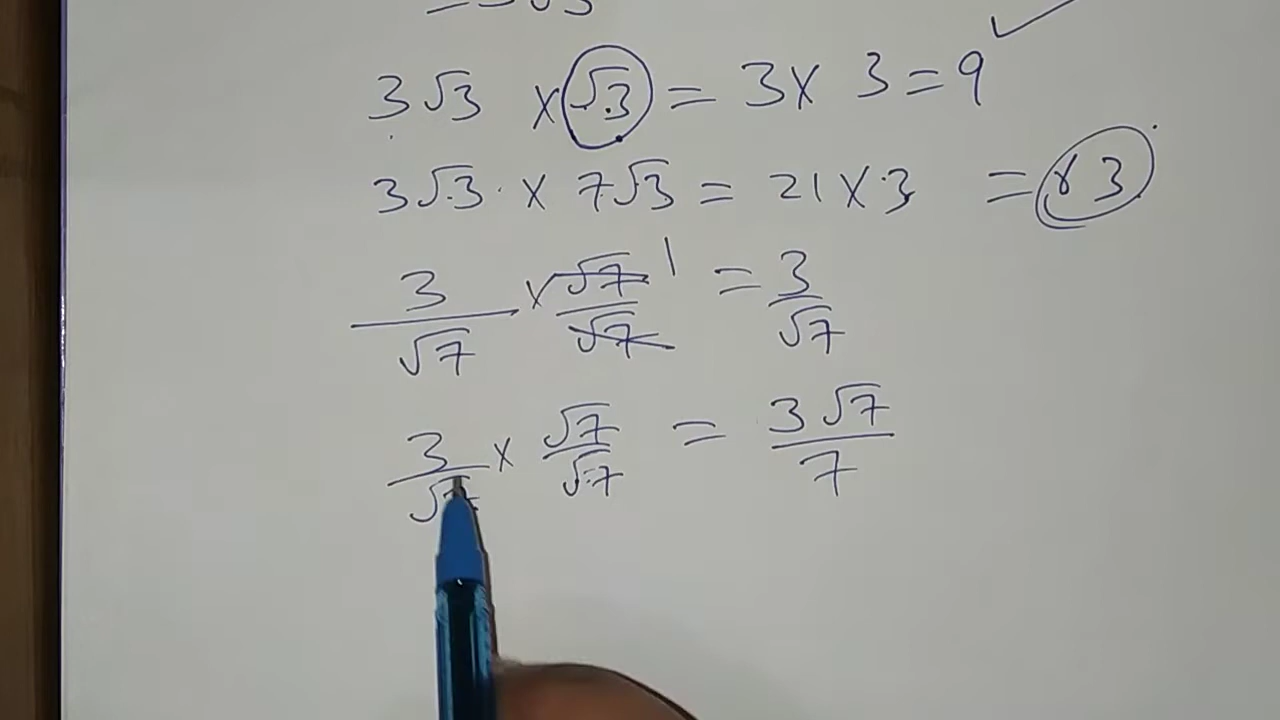 3√3 × √3 = 3 × 3 = 9 ✓
3√3 × 7√3 = 21 × 3 = 63
3/√7 × √7/√7 1 = 3/√7
3/√7 × √7/√7 = 3√7/7